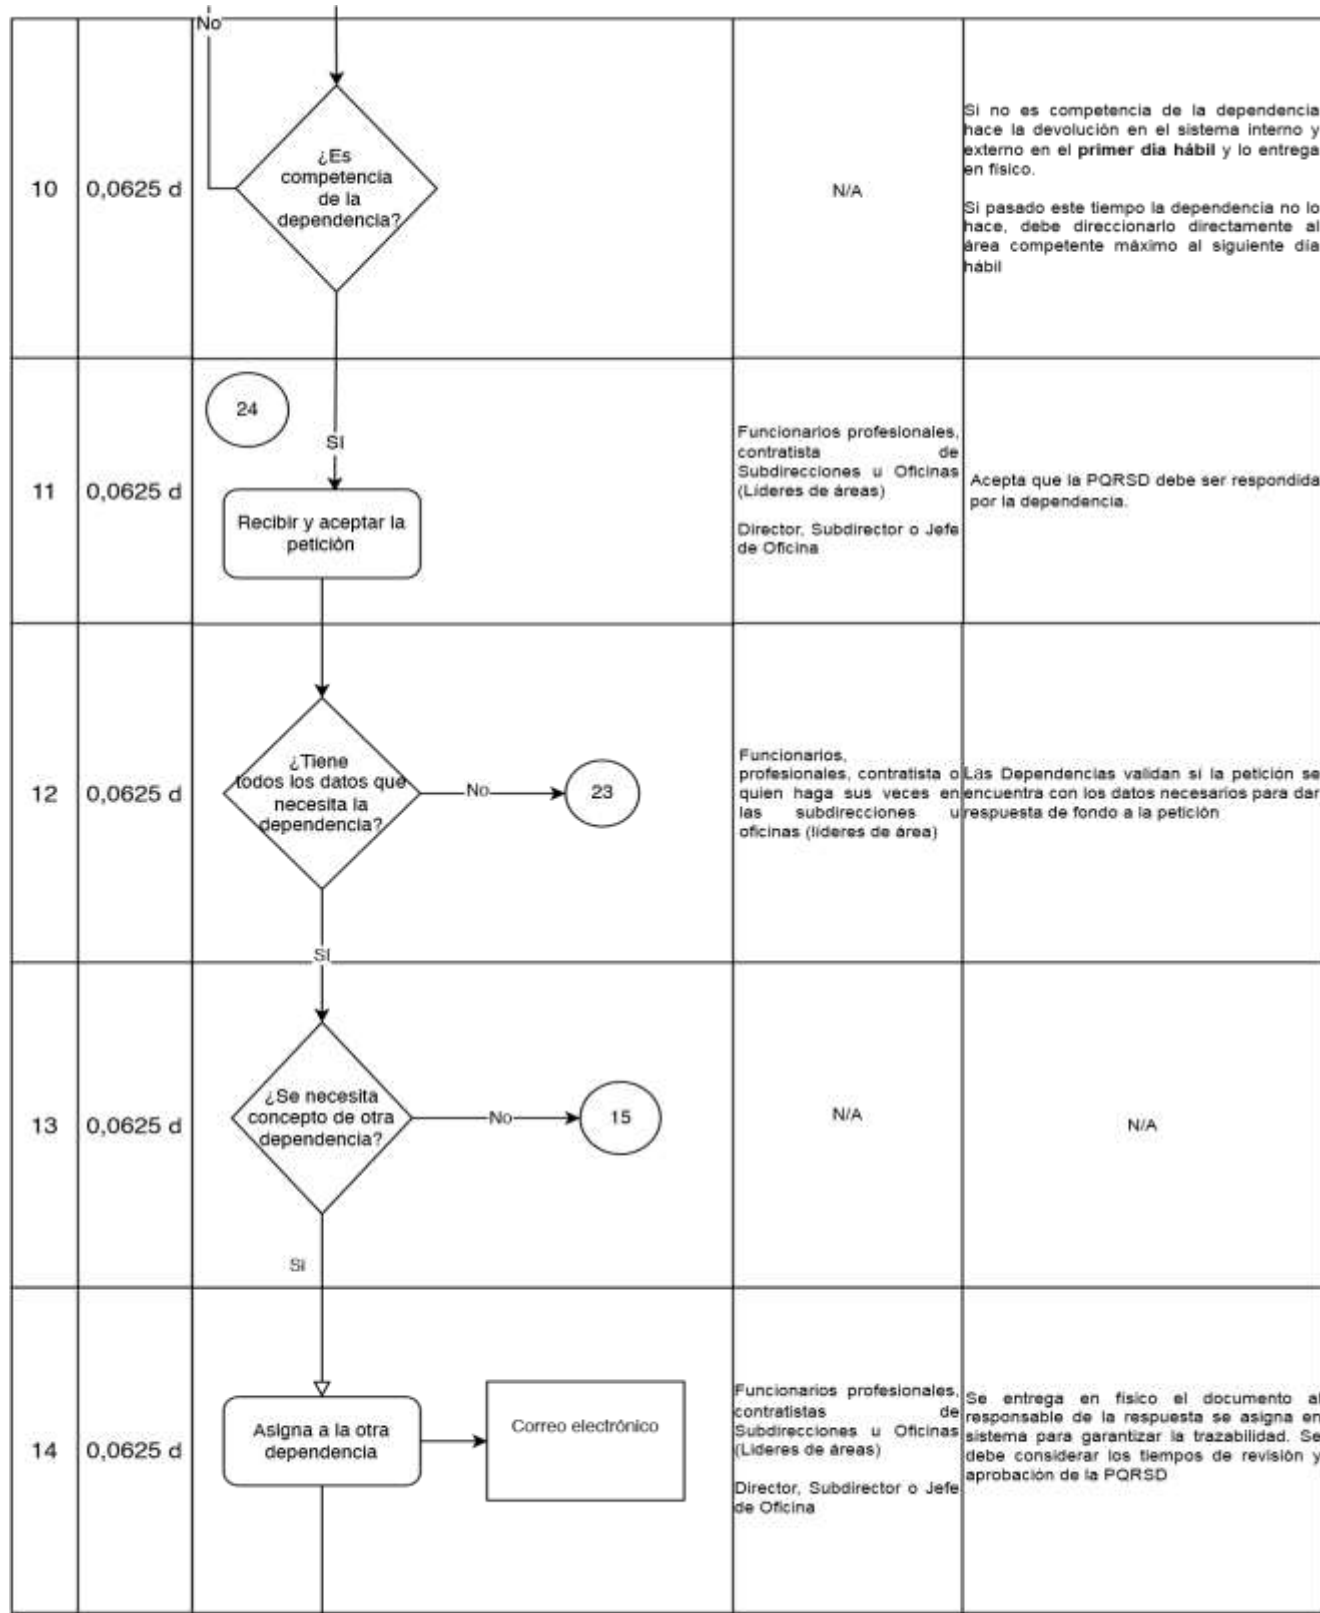 No
10
0,0625 d
¿Es
competencia
de la
dependencia?
N/A
Si no es competencia de la dependencia
hace la devolución en el sistema interno y
externo en el primer día hábil y lo entrega
en físico.
Si pasado este tiempo la dependencia no lo
hace, debe direccionarlo directamente al
área competente máximo al siguiente día
hábil
11
0,0625 d
24
SI
Recibir y aceptar la
petición
Funcionarios profesionales,
contratista de
Subdirecciones u Oficinas
(Líderes de áreas)
Director, Subdirector o Jefe
de Oficina
Acepta que la PQRSD debe ser respondida
por la dependencia.
12
0,0625 d
¿Tiene
todos los datos que
necesita la
dependencia?
No
23
SI
Funcionarios,
profesionales, contratista o
quien haga sus veces en
las subdirecciones u
oficinas (líderes de área)
Las Dependencias validan si la petición se
encuentra con los datos necesarios para dar
respuesta de fondo a la petición
13
0,0625 d
¿Se necesita
concepto de otra
dependencia?
No
15
Si
N/A
N/A
14
0,0625 d
Asigna a la otra
dependencia
Correo electrónico
Funcionarios profesionales,
contratistas de
Subdirecciones u Oficinas
(Líderes de áreas)
Director, Subdirector o Jefe
de Oficina
Se entrega en físico el documento al
responsable de la respuesta se asigna en
sistema para garantizar la trazabilidad. Se
debe considerar los tiempos de revisión y
aprobación de la PQRSD